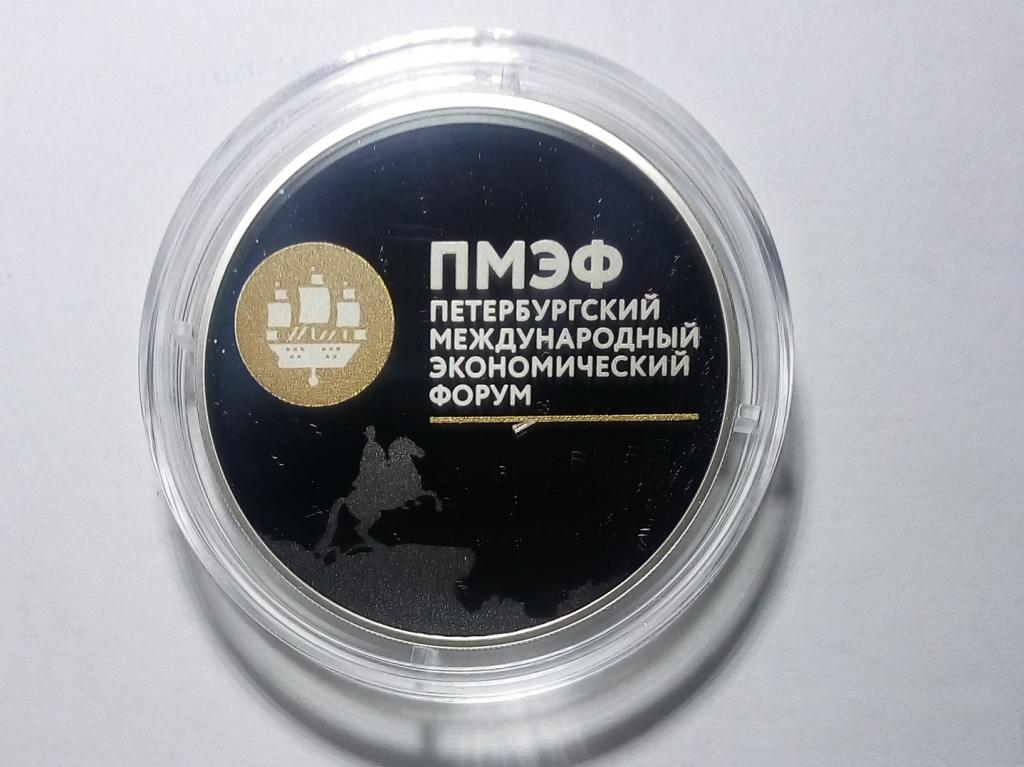 ПМЭФ
ПЕТЕРБУРГСКИЙ
МЕЖДУНАРОДНЫЙ
ЭКОНОМИЧЕСКИЙ
ФОРУМ